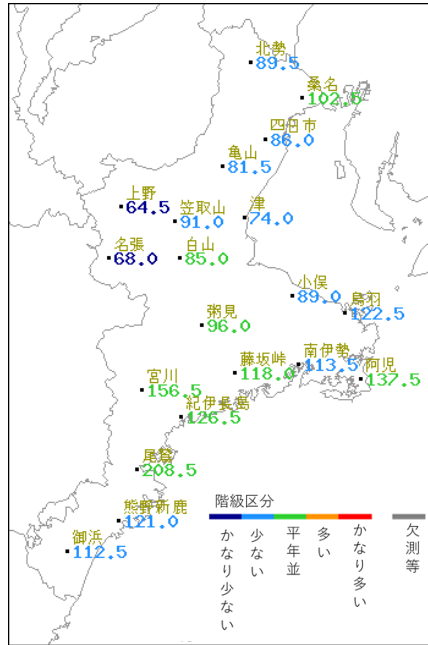 北勢
89.5
桑名
102.5
四日市
86.0
亀山
81.5
上野
64.5
笠取山
91.0
津
74.0
名張
68.0
白山
85.0
小俣
89.0
鳥羽
122.5
粥見
96.0
藤坂峠
118.0
南伊勢
113.5
阿児
137.5
宮川
156.5
紀伊長島
126.5
尾鷲
208.5
熊野新鹿
121.0
御浜
112.5
階級区分
かなり少ない
少ない
平年並
多い
かなり多い
欠測等